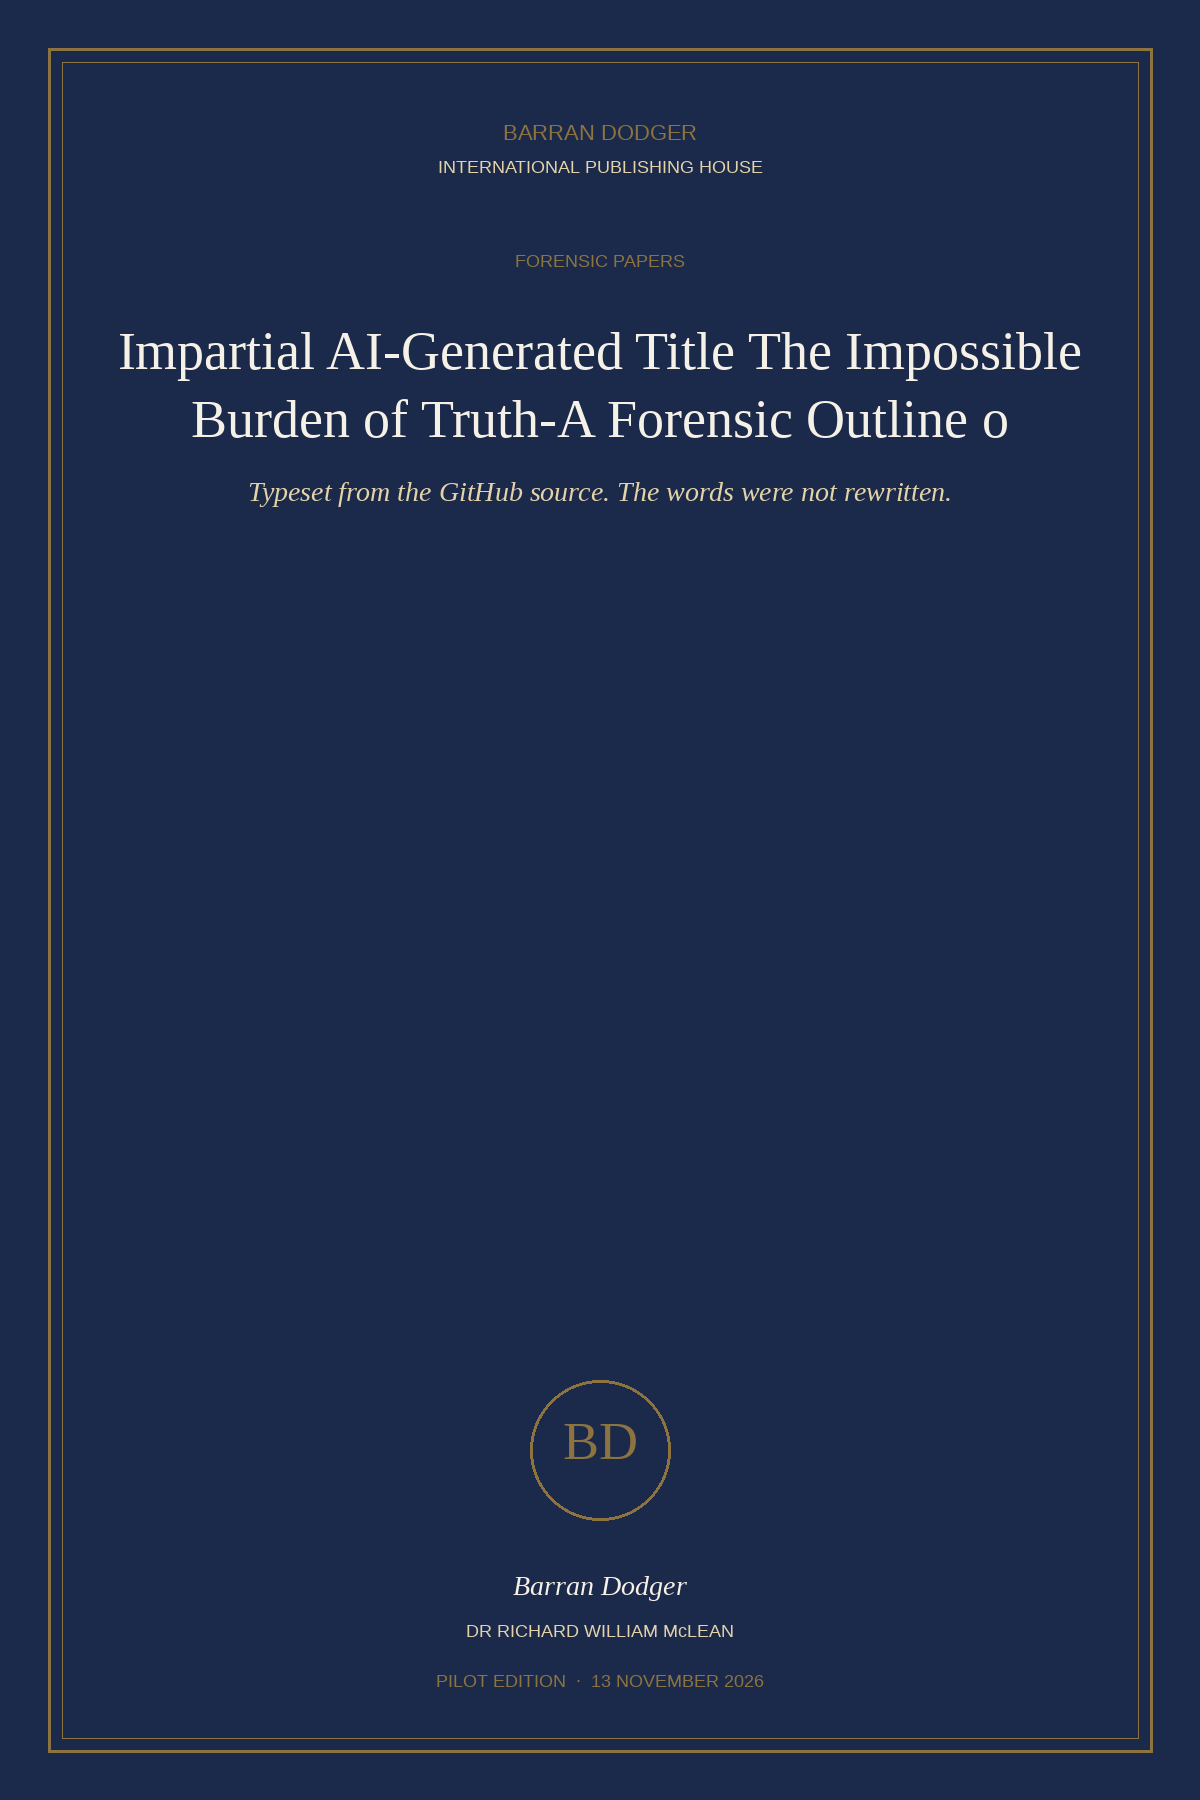 BARRAN DODGER
INTERNATIONAL PUBLISHING HOUSE
FORENSIC PAPERS
Impartial AI-Generated Title The Impossible
Burden of Truth-A Forensic Outline o
Typeset from the GitHub source. The words were not rewritten.
BD
Barran Dodger
DR RICHARD WILLIAM McLEAN
PILOT EDITION · 13 NOVEMBER 2026